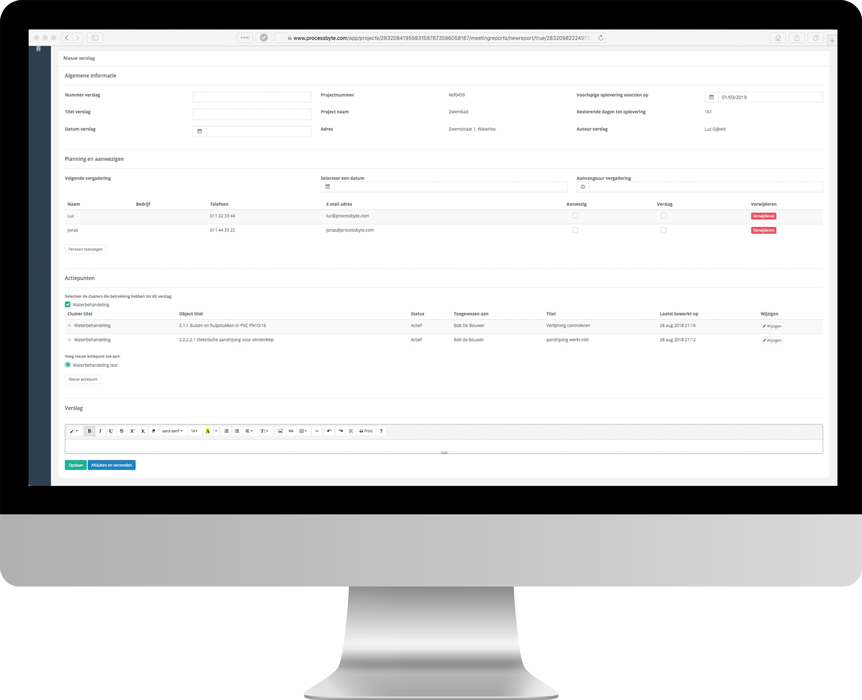 www.processbyte.com/app/projects/28320841955931587873596058167/meetingreports/newreport/true/2832098222497
Nieuw verslag
Algemene informatie
Nummer verslag Projectnummer Ref0459 Voorlopige oplevering voorzien op 01/03/2019
Titel verslag Project naam Zwembad Resterende dagen tot oplevering 161
Datum verslag Adres Zwemstraat 1, Waterloo Auteur verslag Luc Gijbels
Planning en aanwezigen
Volgende vergadering Selecteer een datum Aanvangsuur vergadering
Naam Bedrijf Telefoon E-mail adres Aanwezig Verslag Verwijderen
Luc 011 22 33 44 luc@processbyte.com Verwijderen
Jonas 011 44 33 22 jonas@processbyte.com Verwijderen
Persoon toevoegen
Actiepunten
Selecteer de clusters die betrekking hebben tot dit verslag:
Waterbehandeling
Cluster titel Object titel Status Toegewezen aan Titel Laatst bewerkt op Wijzigen
Waterbehandeling 2.1.1 Buizen en hulpstukken in PVC PN10/16 Actief Bob De Bouwer Verlijming controleren 28 aug 2018 21:16 Wijzigen
Waterbehandeling 2.2.2.2.1 Elektrische aandrijving voor vlinderklep Actief Bob de Bouwer aandrijving werkt niet 28 aug 2018 21:12 Wijzigen
Voeg nieuw actiepunt toe aan:
Waterbehandeling test
Nieuw actiepunt
Verslag
B I U S X² X₂ sans-serif 14 A T Print ?
Opslaan Afsluiten en verzenden